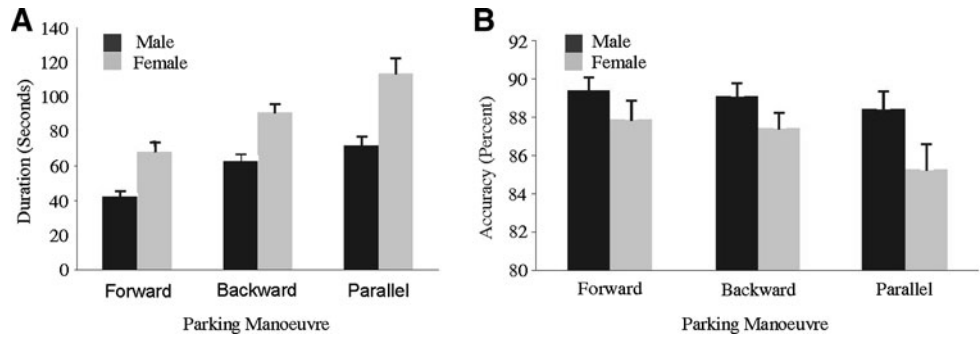 A
Male
Female
Duration (Seconds)
140
120
100
80
60
40
20
0
Forward Backward Parallel
Parking Manoeuvre
B
Male
Female
Accuracy (Percent)
92
90
88
86
84
82
80
Forward Backward Parallel
Parking Manoeuvre